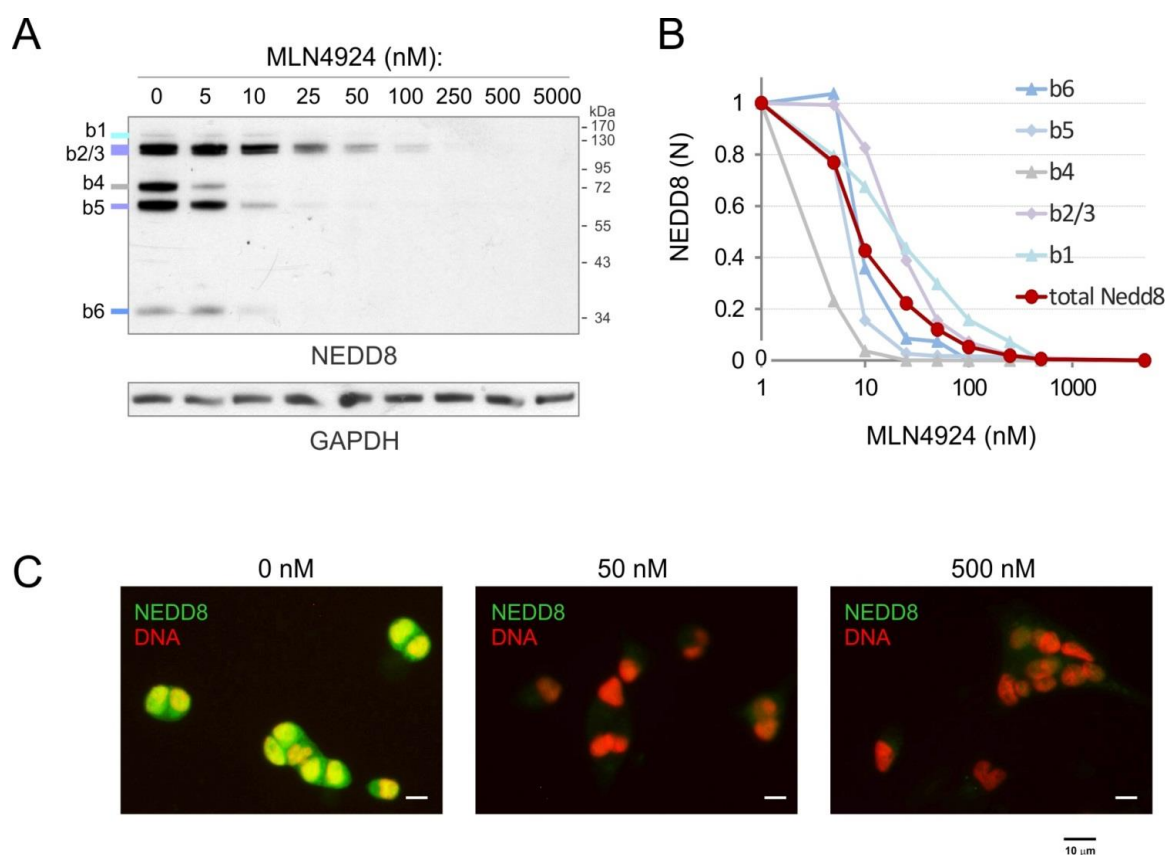 A
MLN4924 (nM):
0 5 10 25 50 100 250 500 5000
kDa
b1
b2/3
b4
b5
b6
170
130
95
72
55
43
34
NEDD8
GAPDH
B
NEDD8 (N)
1
0.8
0.6
0.4
0.2
0
0
1 10 100 1000
MLN4924 (nM)
b6
b5
b4
b2/3
b1
total Nedd8
C
0 nM
NEDD8
DNA
50 nM
NEDD8
DNA
500 nM
NEDD8
DNA
10 µm